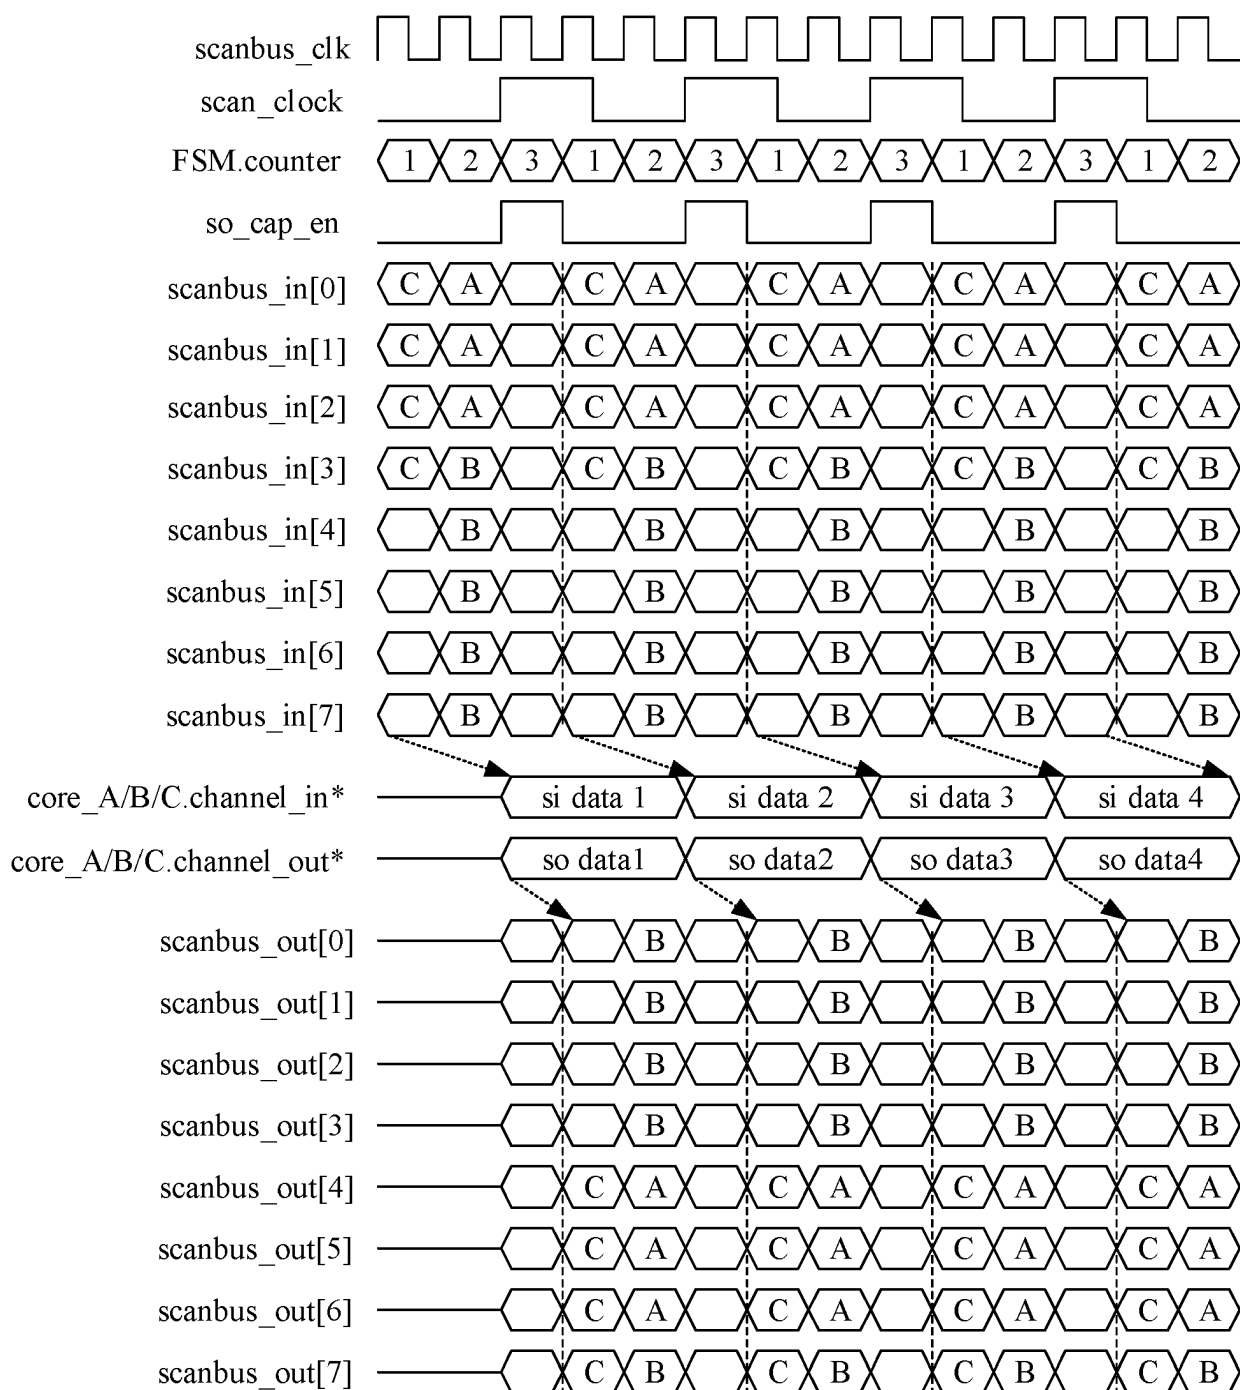 scanbus_clk
scan_clock
FSM.counter 1 2 3 1 2 3 1 2 3 1 2 3 1 2
so_cap_en
scanbus_in[0] C A C A C A C A C A
scanbus_in[1] C A C A C A C A C A
scanbus_in[2] C A C A C A C A C A
scanbus_in[3] C B C B C B C B C B
scanbus_in[4] B B B B B
scanbus_in[5] B B B B B
scanbus_in[6] B B B B B
scanbus_in[7] B B B B B
core_A/B/C.channel_in* si data 1 si data 2 si data 3 si data 4
core_A/B/C.channel_out* so data1 so data2 so data3 so data4
scanbus_out[0] B B B B
scanbus_out[1] B B B B
scanbus_out[2] B B B B
scanbus_out[3] B B B B
scanbus_out[4] C A C A C A C A
scanbus_out[5] C A C A C A C A
scanbus_out[6] C A C A C A C A
scanbus_out[7] C B C B C B C B